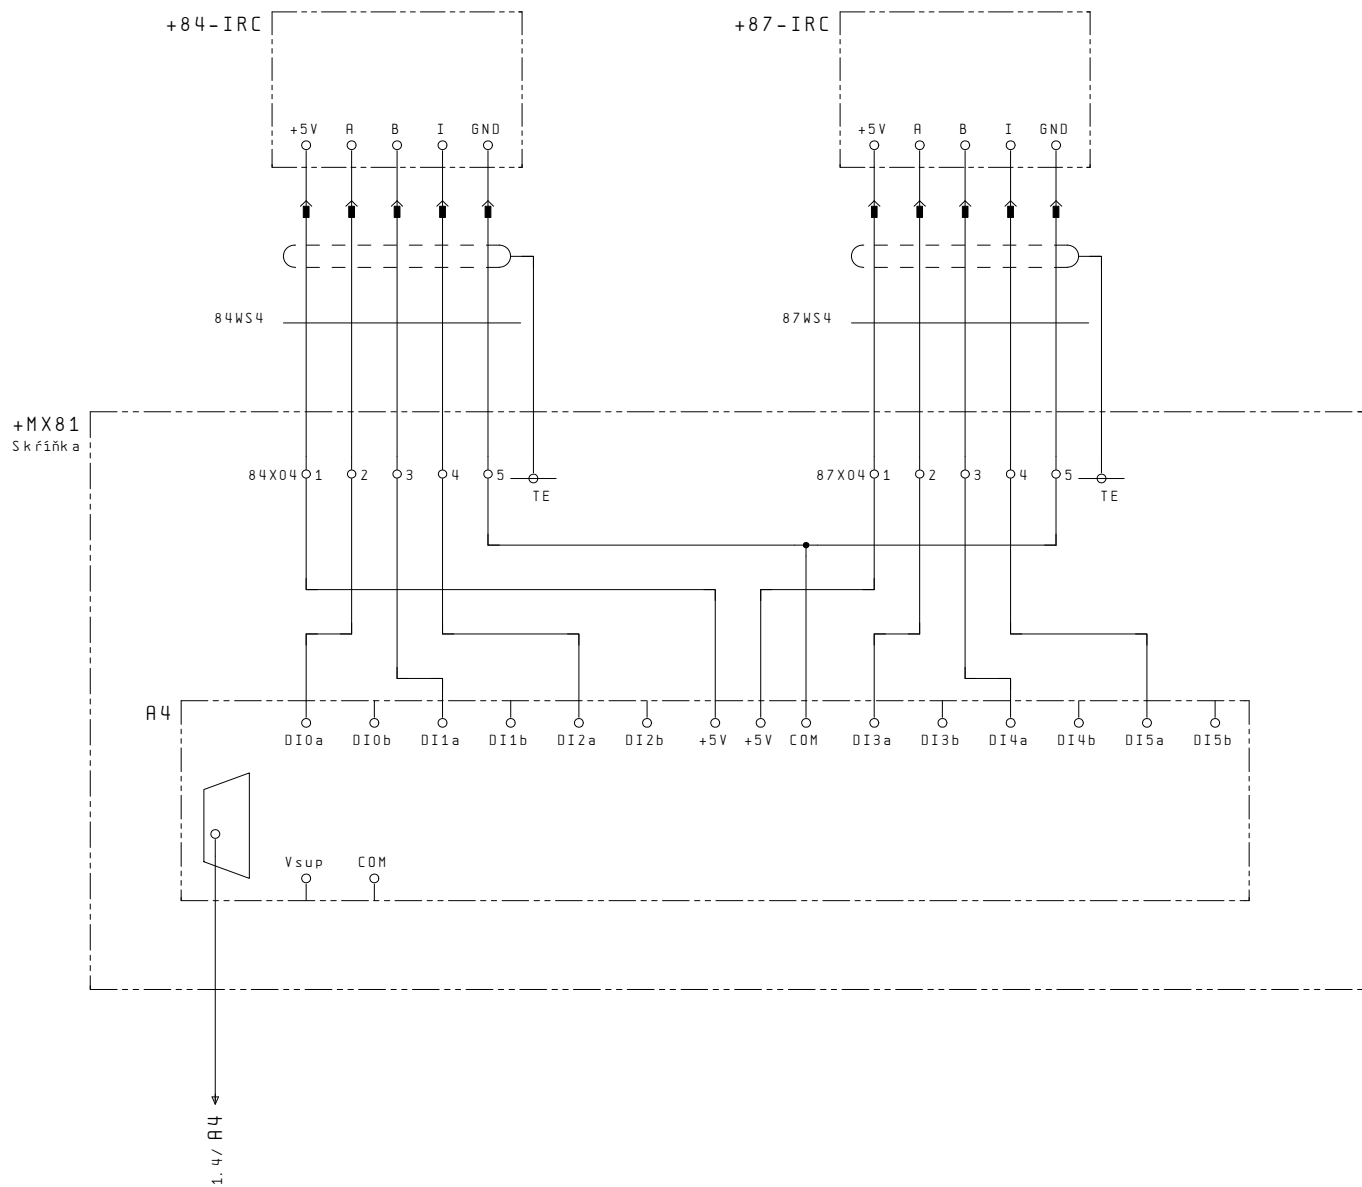 +84-IRC
+87-IRC
+5V A B I GND
+5V A B I GND
84WS4
87WS4
+MX81
Skříňka
84X04 1 2 3 4 5
TE
87X04 1 2 3 4 5
TE
A4
DI0a DI0b DI1a DI1b DI2a DI2b +5V +5V COM DI3a DI3b DI4a DI4b DI5a DI5b
Vsup COM
1.4/A4